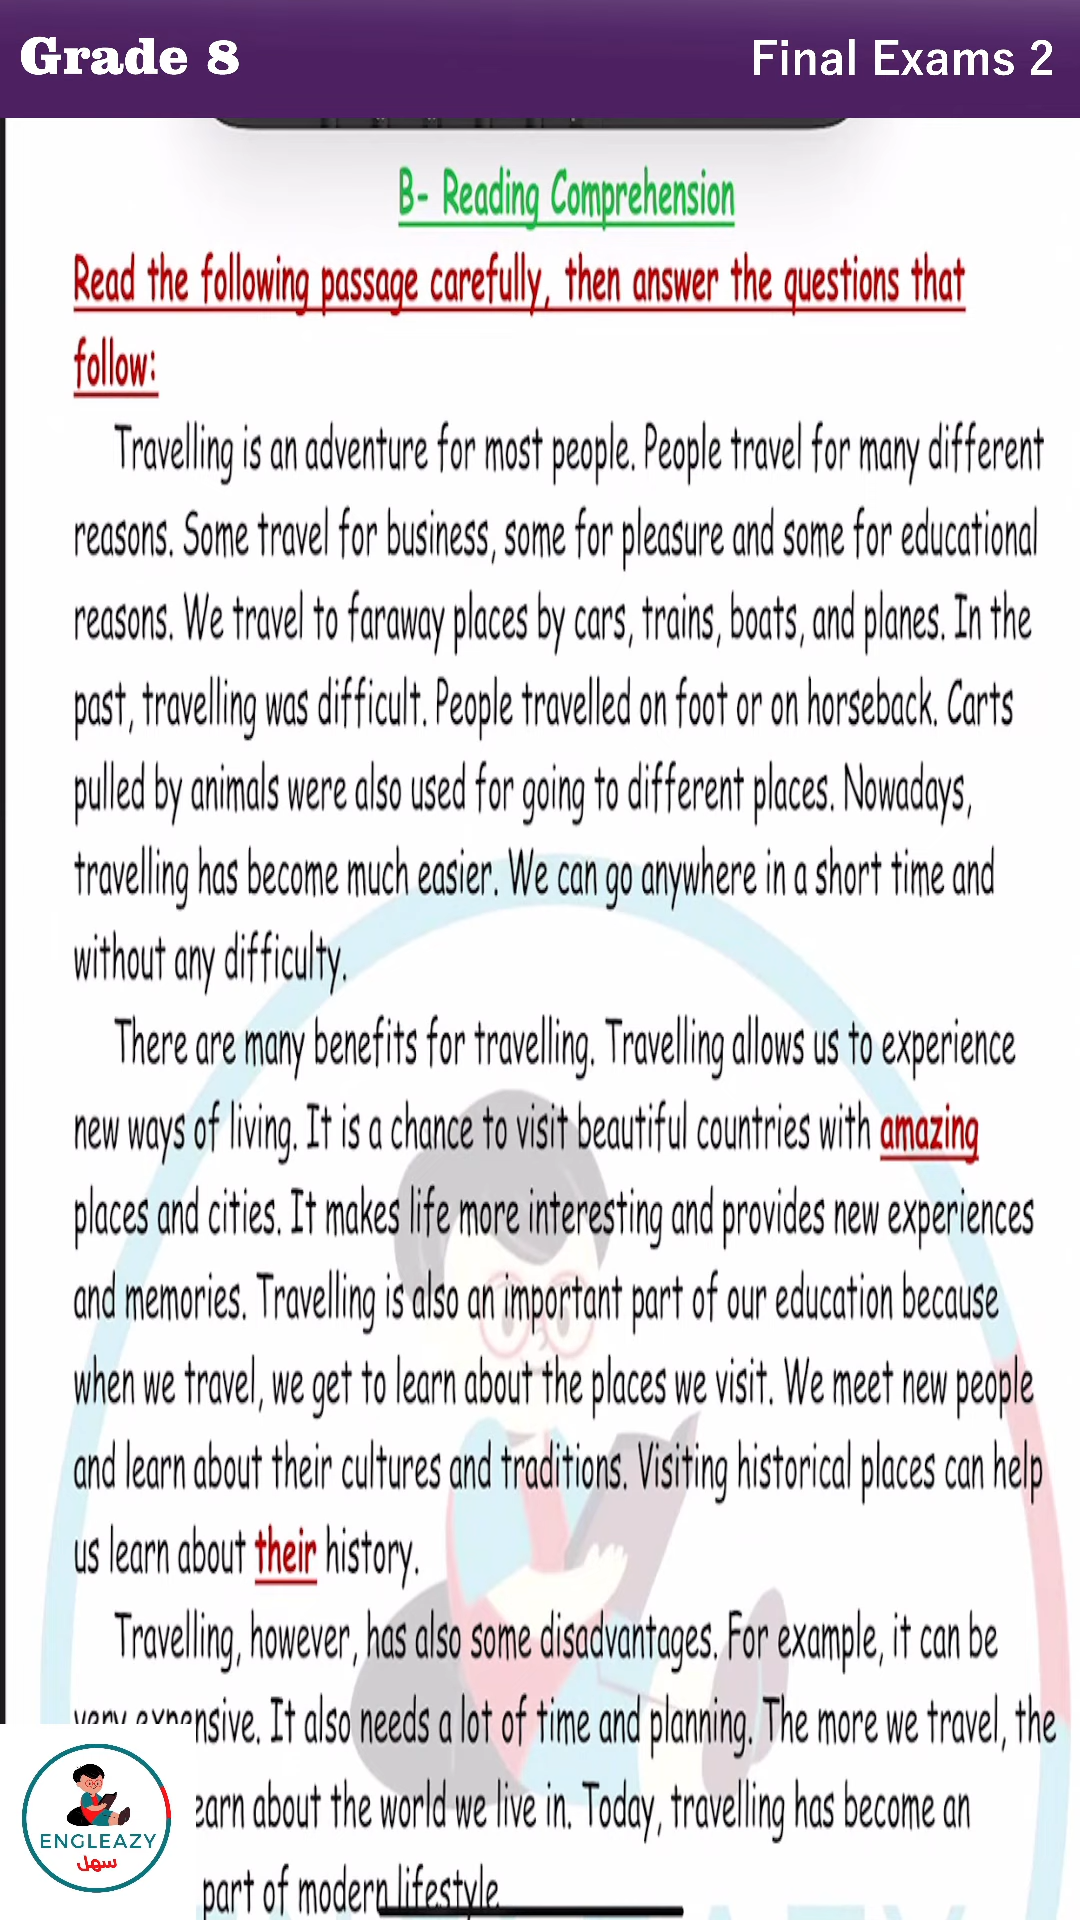 Grade 8
Final Exams 2
B- Reading Comprehension
Read the following passage carefully, then answer the questions that
follow:
Travelling is an adventure for most people. People travel for many different
reasons. Some travel for business, some for pleasure and some for educational
reasons. We travel to faraway places by cars, trains, boats, and planes. In the
past, travelling was difficult. People travelled on foot or on horseback. Carts
pulled by animals were also used for going to different places. Nowadays,
travelling has become much easier. We can go anywhere in a short time and
without any difficulty.
There are many benefits for travelling. Travelling allows us to experience
new ways of living. It is a chance to visit beautiful countries with amazing
places and cities. It makes life more interesting and provides new experiences
and memories. Travelling is also an important part of our education because
when we travel, we get to learn about the places we visit. We meet new people
and learn about their cultures and traditions. Visiting historical places can help
us learn about their history.
Travelling, however, has also some disadvantages. For example, it can be
very expensive. It also needs a lot of time and planning. The more we travel, the
earn about the world we live in. Today, travelling has become an
part of modern lifestyle.
ENGLEAZY
سهل